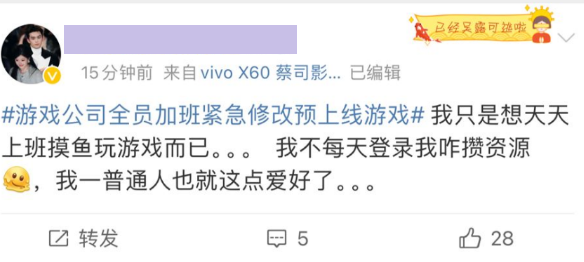 已经吴露可逃啦
15分钟前 来自 vivo X60 蔡司影... 已编辑
#游戏公司全员加班紧急修改预上线游戏# 我只是想天天
上班摸鱼玩游戏而已。。。 我不每天登录我咋攒资源
，我一普通人也就这点爱好了。。。
转发 5 28